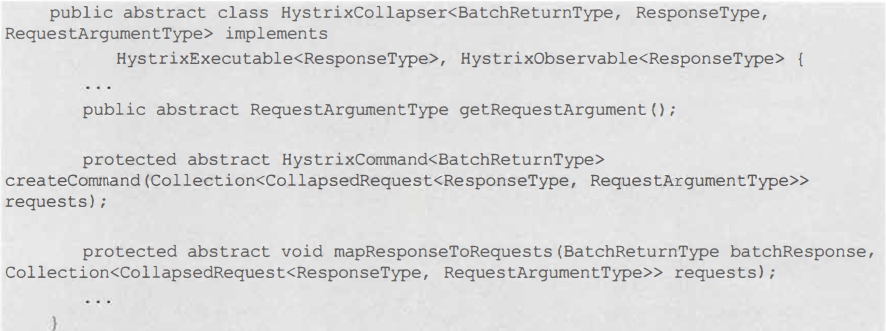 public abstract class HystrixCollapser<BatchReturnType, ResponseType,
RequestArgumentType> implements
HystrixExecutable<ResponseType>, HystrixObservable<ResponseType> {
...
public abstract RequestArgumentType getRequestArgument();
protected abstract HystrixCommand<BatchReturnType>
createCommand(Collection<CollapsedRequest<ResponseType, RequestArgumentType>>
requests);
protected abstract void mapResponseToRequests(BatchReturnType batchResponse,
Collection<CollapsedRequest<ResponseType, RequestArgumentType>> requests);
...
}